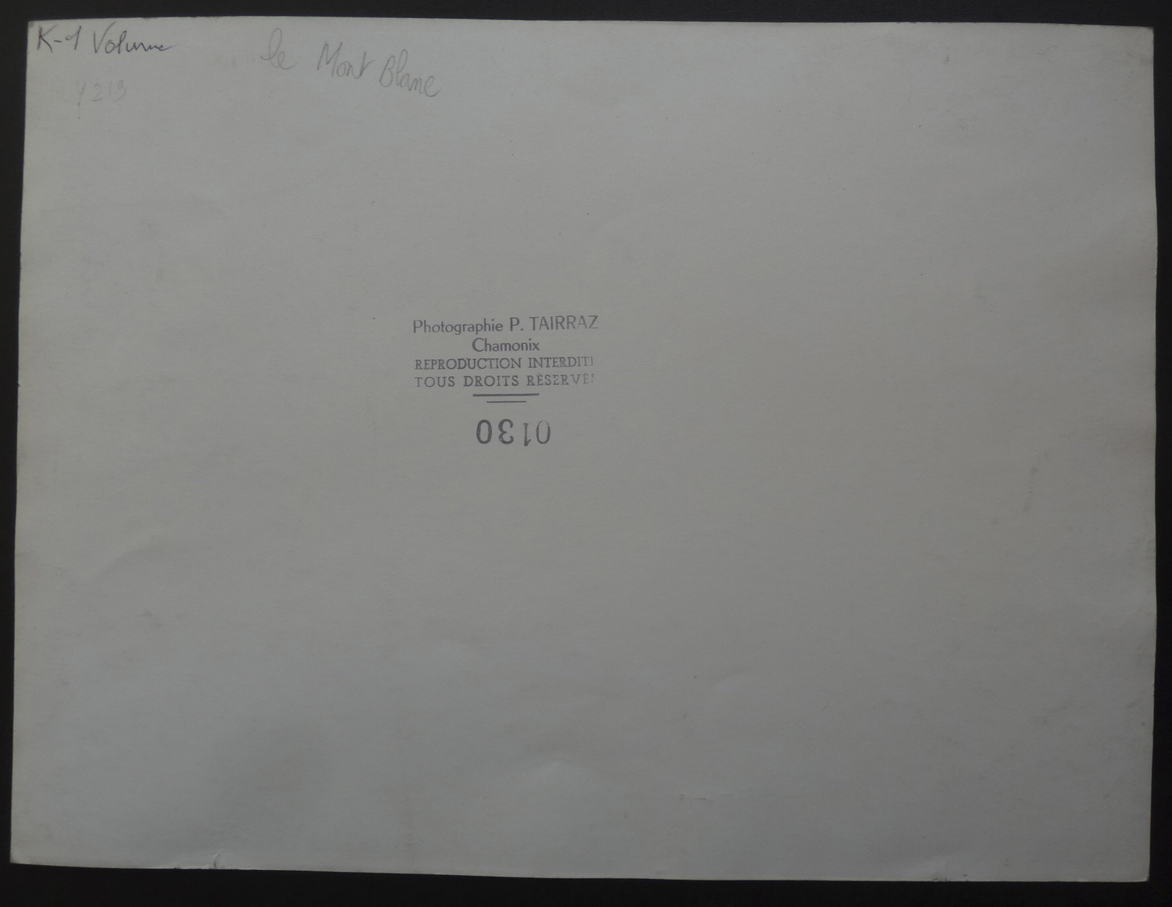 K-1 Volume
le Mont Blanc
Photographie P. TAIRRAZ
Chamonix
REPRODUCTION INTERDIT
TOUS DROITS RÉSERVÉ
0130